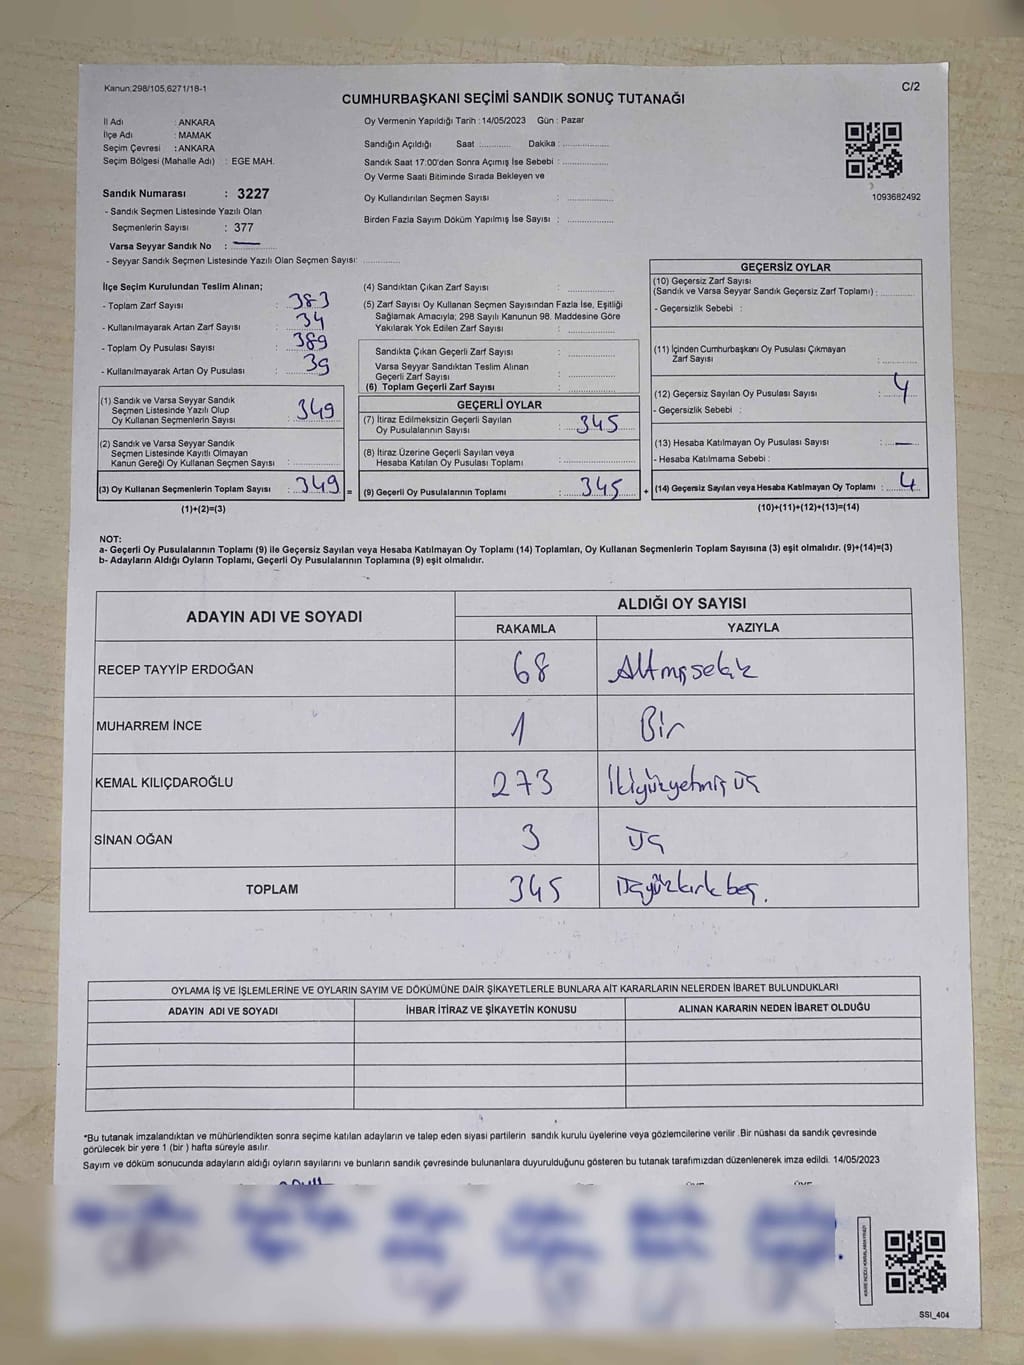 Kanun;298/105,6271/18-1
C/2
CUMHURBAŞKANI SEÇİMİ SANDIK SONUÇ TUTANAĞI
İl Adı : ANKARA
İlçe Adı : MAMAK
Seçim Çevresi : ANKARA
Seçim Bölgesi (Mahalle Adı) : EGE MAH.
Sandık Numarası : 3227
- Sandık Seçmen Listesinde Yazılı Olan
Seçmenlerin Sayısı : 377
Varsa Seyyar Sandık No : —
- Seyyar Sandık Seçmen Listesinde Yazılı Olan Seçmen Sayısı: ............
Oy Vermenin Yapıldığı Tarih : 14/05/2023 Gün : Pazar
Sandığın Açıldığı Saat :............ Dakika :..................
Sandık Saat 17:00'den Sonra Açımış İse Sebebi : ..................
Oy Verme Saati Bitiminde Sırada Bekleyen ve
Oy Kullandırılan Seçmen Sayısı : ..................
Birden Fazla Sayım Döküm Yapılmış İse Sayısı : ..................
1093682492
İlçe Seçim Kurulundan Teslim Alınan;
- Toplam Zarf Sayısı : 383
- Kullanılmayarak Artan Zarf Sayısı : 34
- Toplam Oy Pusulası Sayısı : 389
- Kullanılmayarak Artan Oy Pusulası : 39
(1) Sandık ve Varsa Seyyar Sandık
Seçmen Listesinde Yazılı Olup
Oy Kullanan Seçmenlerin Sayısı : 349
(2) Sandık ve Varsa Seyyar Sandık
Seçmen Listesinde Kayıtlı Olmayan
Kanun Gereği Oy Kullanan Seçmen Sayısı : ............
(3) Oy Kullanan Seçmenlerin Toplam Sayısı : 349 =
(1)+(2)=(3)
(4) Sandıktan Çıkan Zarf Sayısı : ..................
(5) Zarf Sayısı Oy Kullanan Seçmen Sayısından Fazla İse, Eşitliği
Sağlamak Amacıyla; 298 Sayılı Kanunun 98. Maddesine Göre
Yakılarak Yok Edilen Zarf Sayısı : ..................
Sandıkta Çıkan Geçerli Zarf Sayısı : ..................
Varsa Seyyar Sandıktan Teslim Alınan
Geçerli Zarf Sayısı : ..................
(6) Toplam Geçerli Zarf Sayısı : ..................
GEÇERLİ OYLAR
(7) İtiraz Edilmeksizin Geçerli Sayılan
Oy Pusulalarının Sayısı : 345
(8) İtiraz Üzerine Geçerli Sayılan veya
Hesaba Katılan Oy Pusulası Toplamı : ..................
(9) Geçerli Oy Pusulalarının Toplamı : 345 +
GEÇERSİZ OYLAR
(10) Geçersiz Zarf Sayısı
(Sandık ve Varsa Seyyar Sandık Geçersiz Zarf Toplamı) : ............
- Geçersizlik Sebebi :
(11) İçinden Cumhurbaşkanı Oy Pusulası Çıkmayan
Zarf Sayısı : ............
(12) Geçersiz Sayılan Oy Pusulası Sayısı : 4
- Geçersizlik Sebebi :
(13) Hesaba Katılmayan Oy Pusulası Sayısı : —
- Hesaba Katılmama Sebebi :
(14) Geçersiz Sayılan veya Hesaba Katılmayan Oy Toplamı : 4
(10)+(11)+(12)+(13)=(14)
NOT:
a- Geçerli Oy Pusulalarının Toplamı (9) ile Geçersiz Sayılan veya Hesaba Katılmayan Oy Toplamı (14) Toplamları, Oy Kullanan Seçmenlerin Toplam Sayısına (3) eşit olmalıdır. (9)+(14)=(3)
b- Adayların Aldığı Oyların Toplamı, Geçerli Oy Pusulalarının Toplamına (9) eşit olmalıdır.
ADAYIN ADI VE SOYADI ALDIĞI OY SAYISI
RAKAMLA YAZIYLA
RECEP TAYYİP ERDOĞAN 68 Altmışsekiz
MUHARREM İNCE 1 Bir
KEMAL KILIÇDAROĞLU 273 İkiyüzyetmiş üç
SİNAN OĞAN 3 üç
TOPLAM 345 üçyüzkırk beş.
OYLAMA İŞ VE İŞLEMLERİNE VE OYLARIN SAYIM VE DÖKÜMÜNE DAİR ŞİKAYETLERLE BUNLARA AİT KARARLARIN NELERDEN İBARET BULUNDUKLARI
ADAYIN ADI VE SOYADI İHBAR İTİRAZ VE ŞİKAYETİN KONUSU ALINAN KARARIN NEDEN İBARET OLDUĞU
*Bu tutanak imzalandıktan ve mühürlendikten sonra seçime katılan adayların ve talep eden siyasi partilerin sandık kurulu üyelerine veya gözlemcilerine verilir .Bir nüshası da sandık çevresinde
görülecek bir yere 1 (bir ) hafta süreyle asılır.
Sayım ve döküm sonucunda adayların aldığı oyların sayılarını ve bunların sandık çevresinde bulunanlara duyurulduğunu gösteren bu tutanak tarafımızdan düzenlenerek imza edildi. 14/05/2023
SSI_404